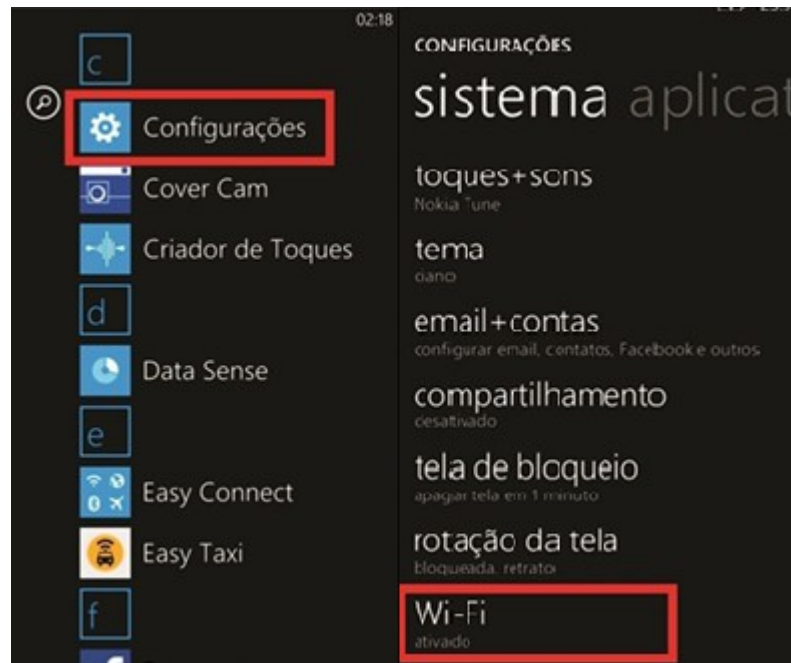 02:18
c
Configurações
Cover Cam
Criador de Toques
d
Data Sense
e
Easy Connect
Easy Taxi
f
CONFIGURAÇÕES
sistema aplicat
toques+sons
Nokia Tune
tema
ciano
email+contas
configurar email, contatos, Facebook e outros
compartilhamento
desativado
tela de bloqueio
apagar tela em 1 minuto
rotação da tela
bloqueada, retrato
Wi-Fi
ativado